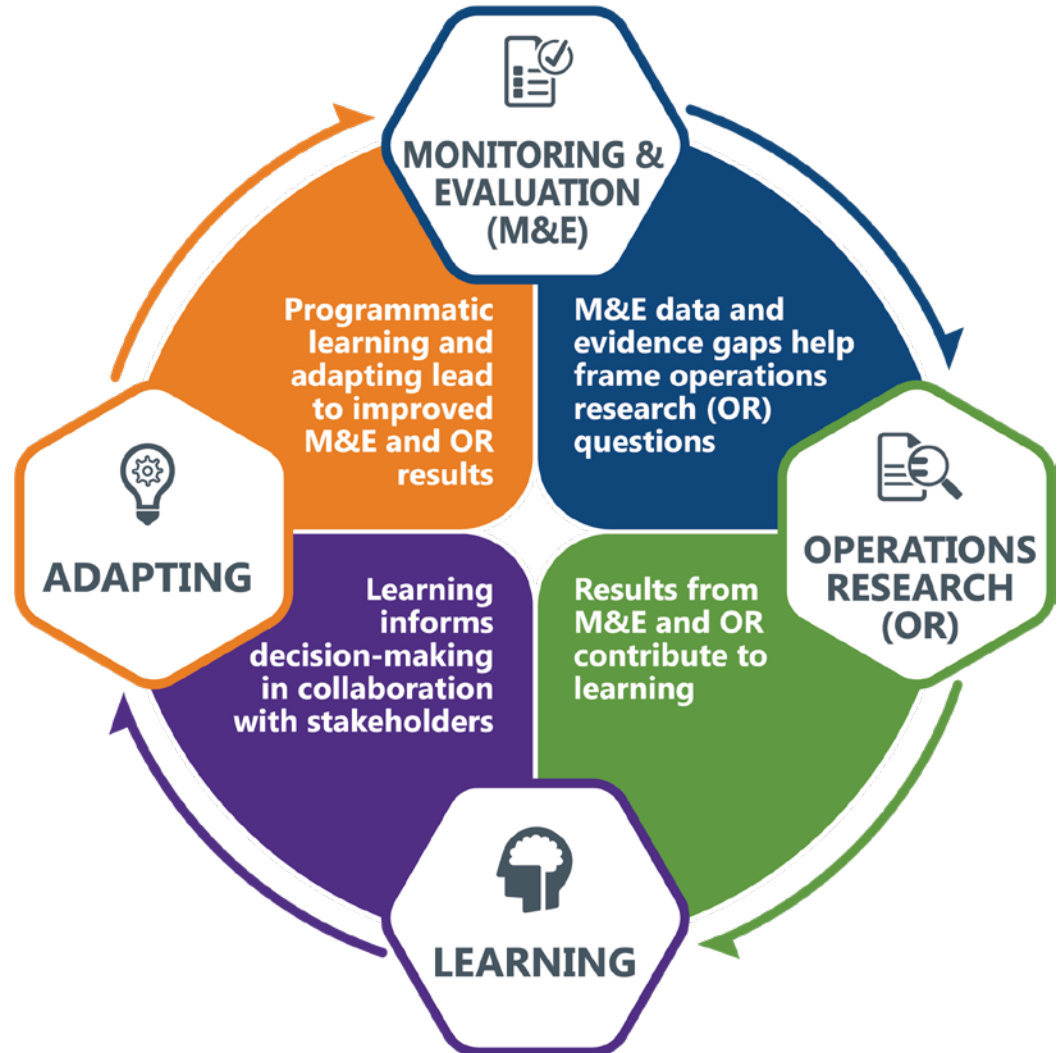 MONITORING &
EVALUATION
(M&E)
Programmatic
learning and
adapting lead
to improved
M&E and OR
results
M&E data and
evidence gaps help
frame operations
research (OR)
questions
ADAPTING
OPERATIONS
RESEARCH
(OR)
Learning
informs
decision-making
in collaboration
with stakeholders
Results from
M&E and OR
contribute to
learning
LEARNING